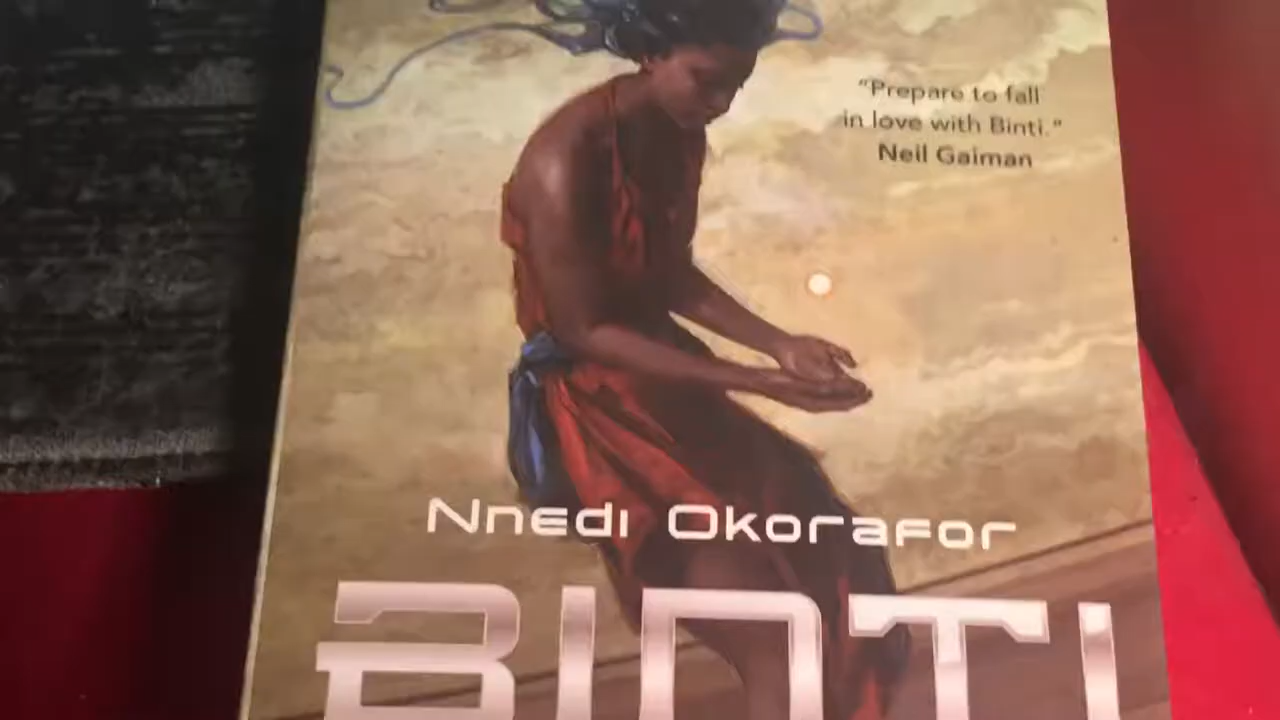 “Prepare to fall
in love with Binti.”
Neil Gaiman
Nnedi Okorafor
BINTI